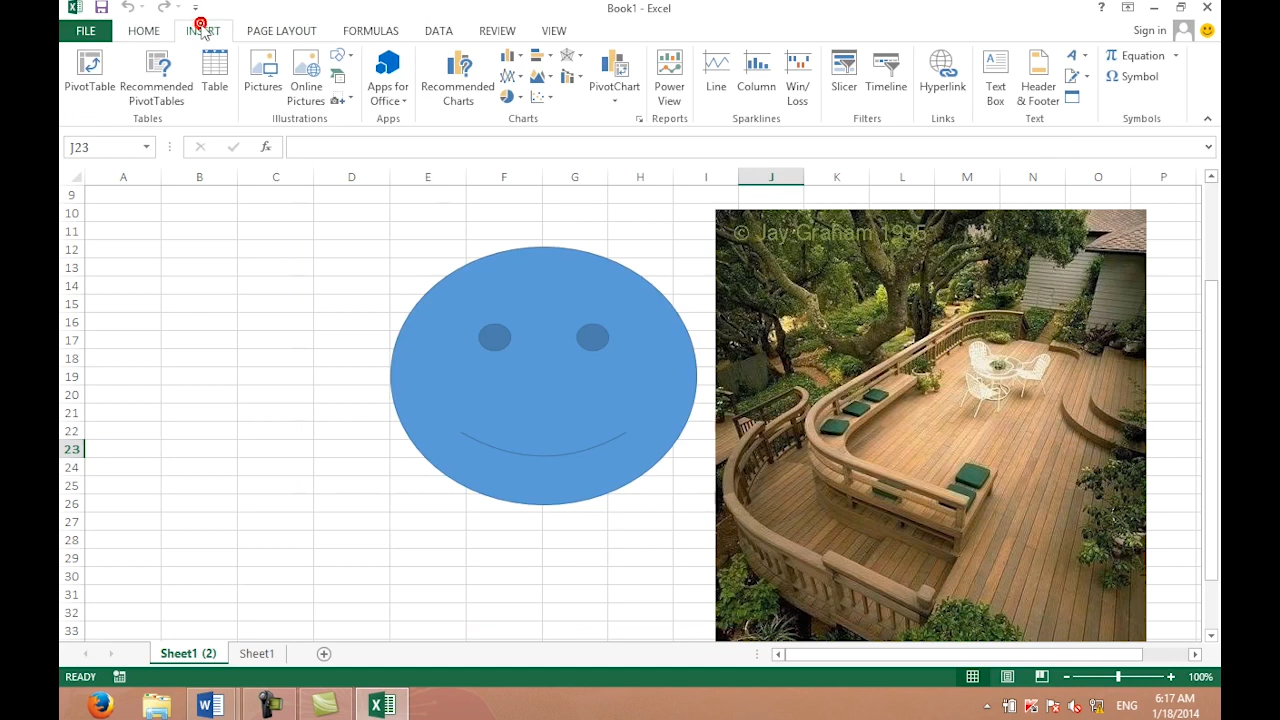 Book1 - Excel
FILE HOME INSERT PAGE LAYOUT FORMULAS DATA REVIEW VIEW Sign in
PivotTable Recommended PivotTables Table Pictures Online Pictures Apps for Office Recommended Charts PivotChart Power View Line Column Win/Loss Slicer Timeline Hyperlink Text Box Header & Footer Equation Symbol
Tables Illustrations Apps Charts Reports Sparklines Filters Links Text Symbols
J23 fx
A B C D E F G H I J K L M N O P
9
10
11
12
13
14
15
16
17
18
19
20
21
22
23
24
25
26
27
28
29
30
31
32
33
© Jay Graham 1995
Sheet1 (2) Sheet1
READY 100%
ENG 6:17 AM
1/18/2014